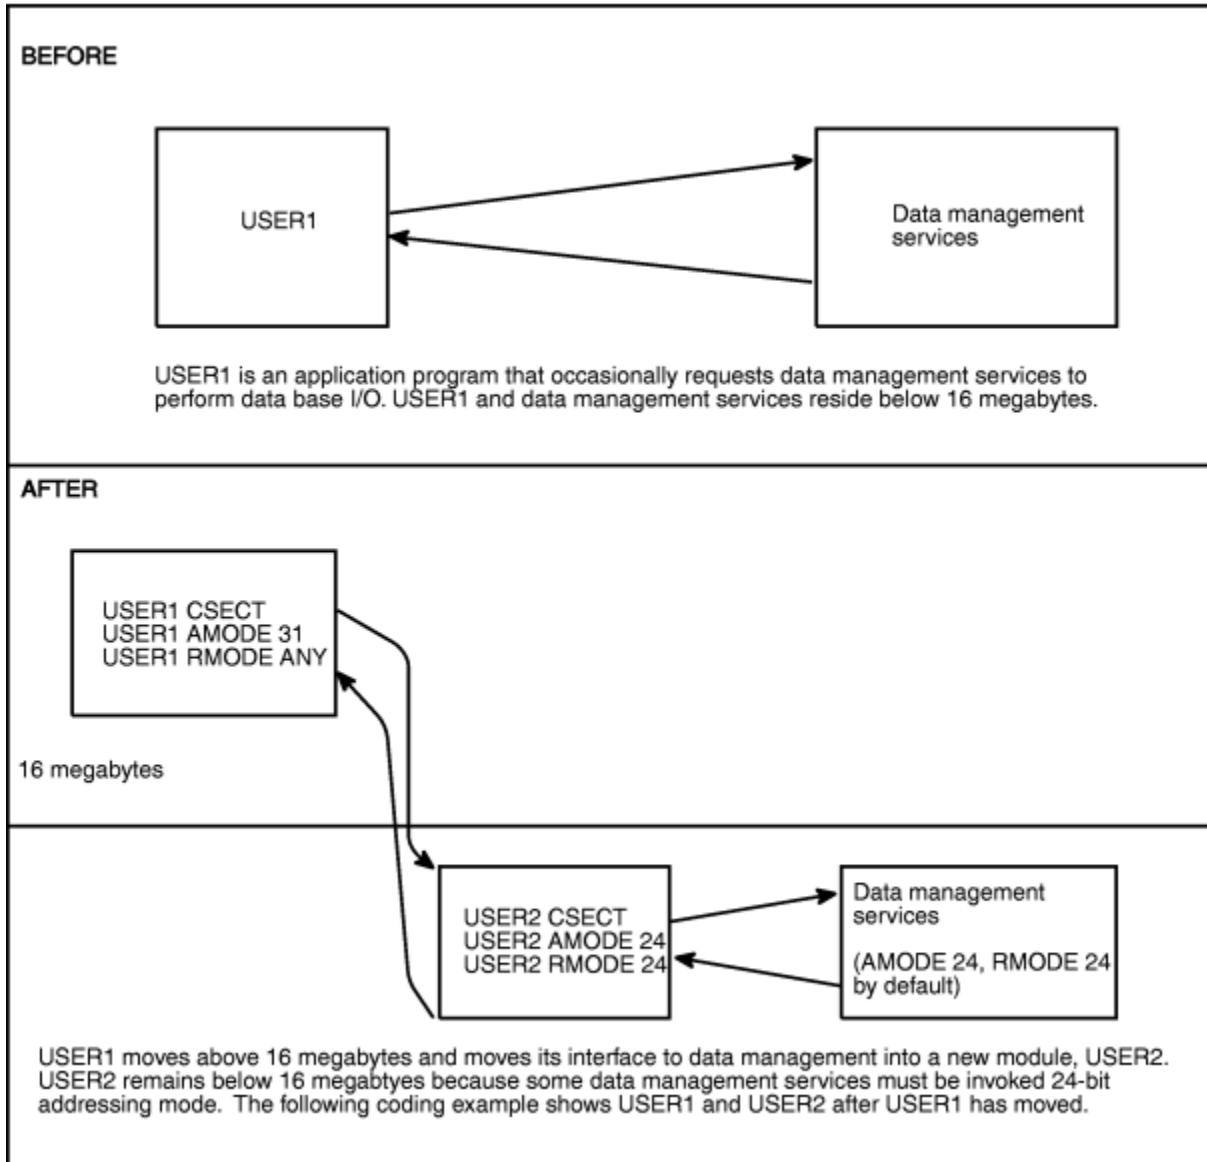 BEFORE
USER1
Data management
services
USER1 is an application program that occasionally requests data management services to
perform data base I/O. USER1 and data management services reside below 16 megabytes.
AFTER
USER1 CSECT
USER1 AMODE 31
USER1 RMODE ANY
16 megabytes
USER2 CSECT
USER2 AMODE 24
USER2 RMODE 24
Data management
services
(AMODE 24, RMODE 24
by default)
USER1 moves above 16 megabytes and moves its interface to data management into a new module, USER2.
USER2 remains below 16 megabtyes because some data management services must be invoked 24-bit
addressing mode. The following coding example shows USER1 and USER2 after USER1 has moved.